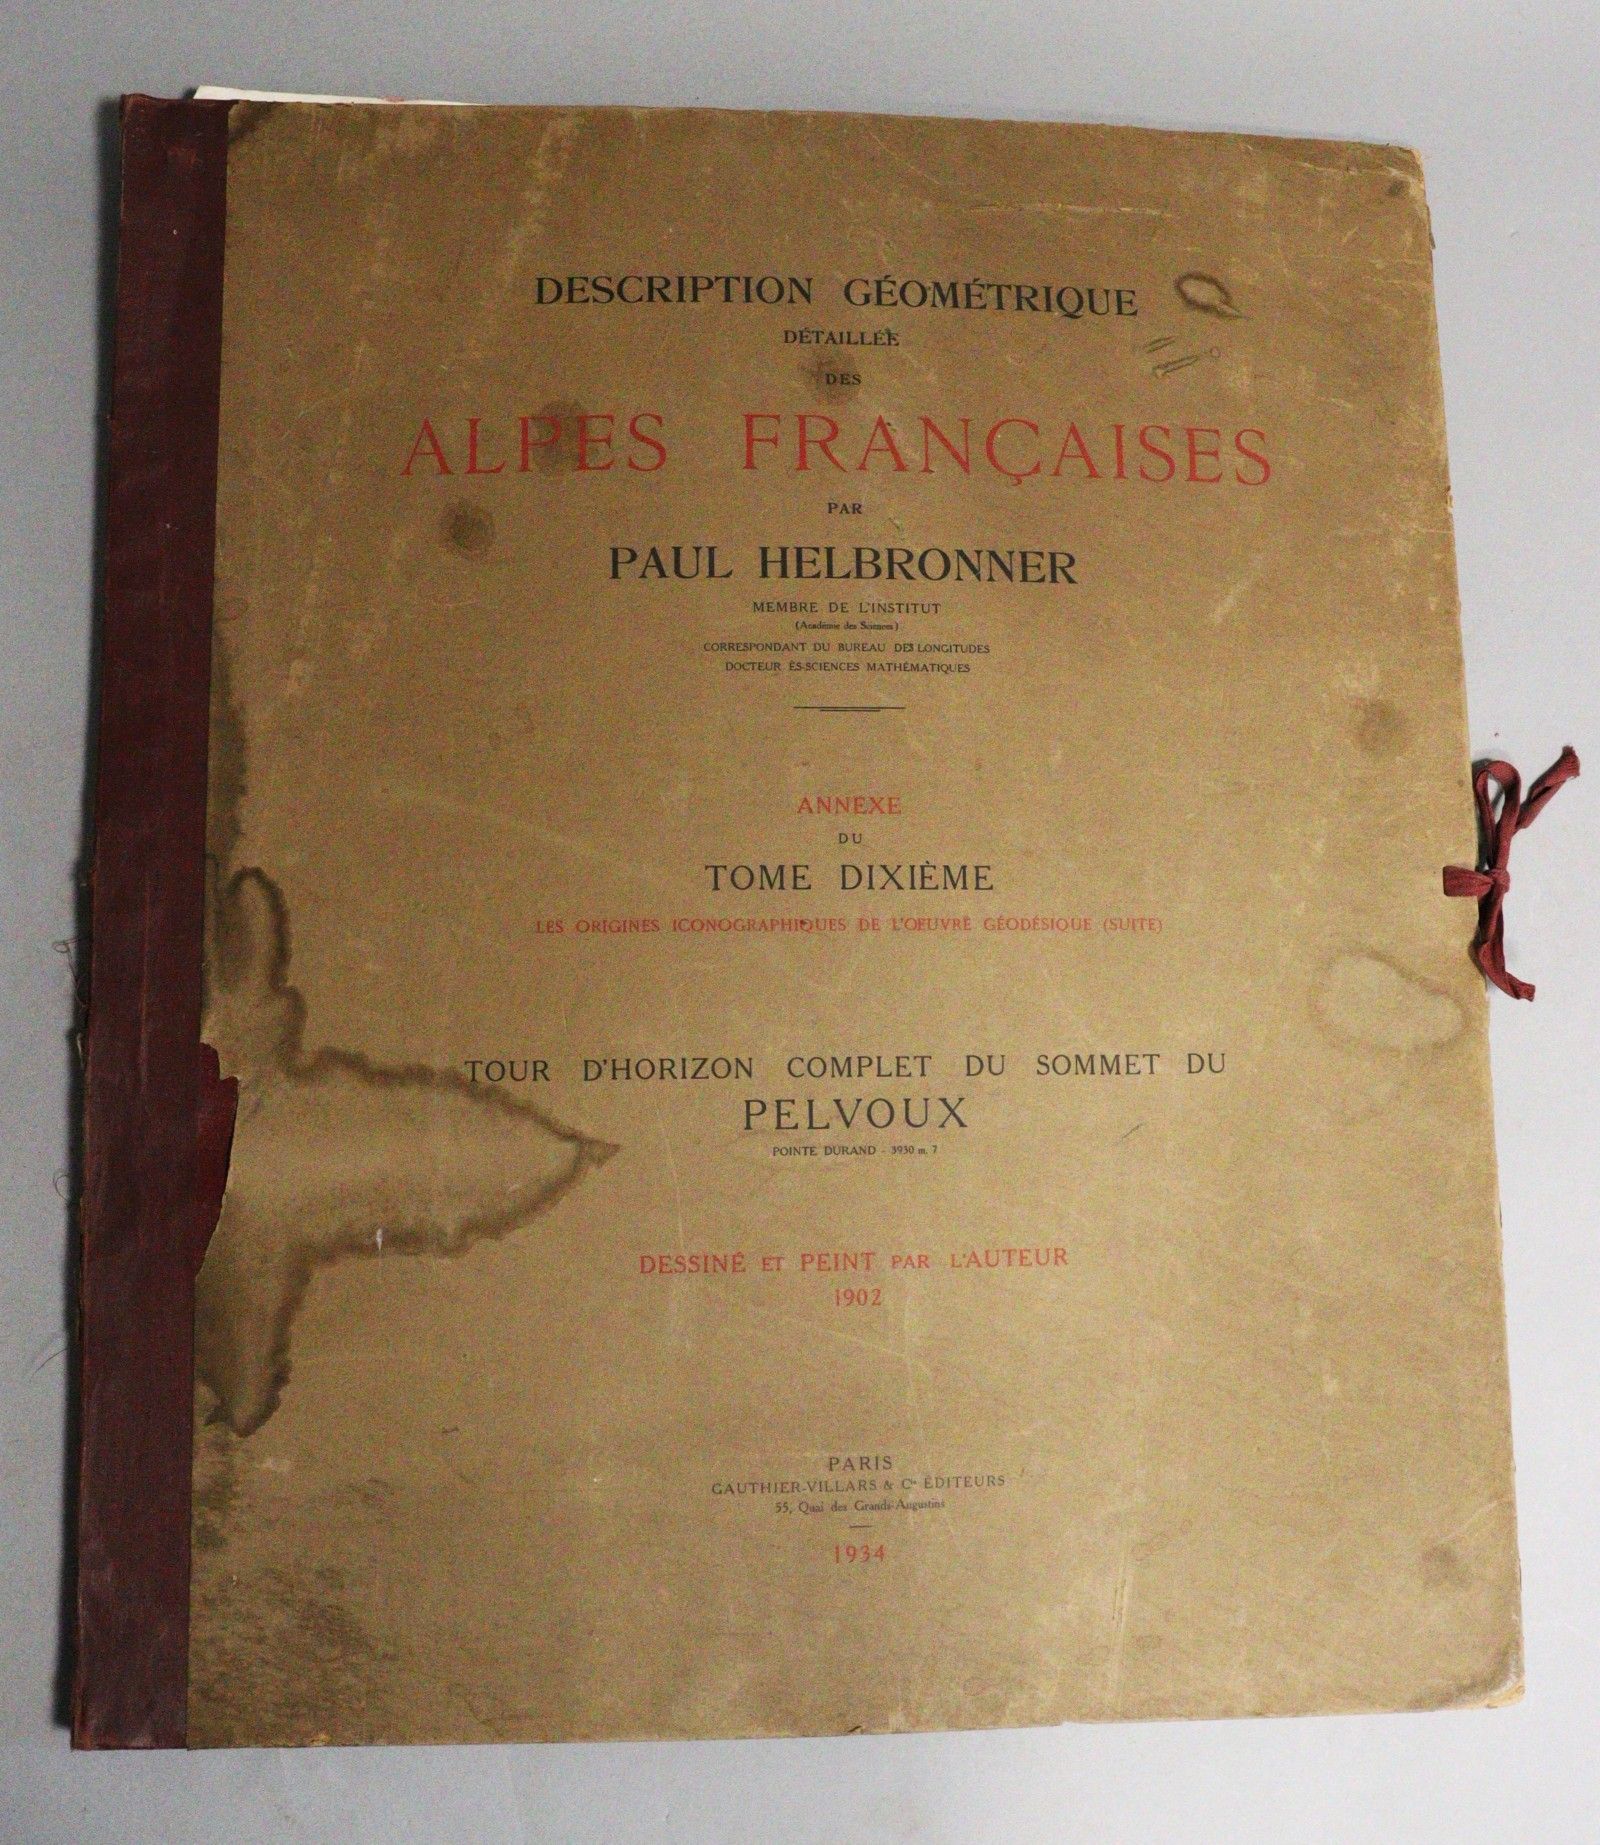 DESCRIPTION GÉOMÉTRIQUE
DÉTAILLÉE
DES
ALPES FRANÇAISES
PAR
PAUL HELBRONNER
MEMBRE DE L'INSTITUT
(Académie des Sciences)
CORRESPONDANT DU BUREAU DES LONGITUDES
DOCTEUR ÈS-SCIENCES MATHÉMATIQUES
ANNEXE
DU
TOME DIXIÈME
LES ORIGINES ICONOGRAPHIQUES DE L'OEUVRE GÉODÉSIQUE (SUITE)
TOUR D'HORIZON COMPLET DU SOMMET DU
PELVOUX
POINTE DURAND - 3930 m. 7
DESSINÉ ET PEINT PAR L'AUTEUR
1902
PARIS
GAUTHIER-VILLARS & Cie ÉDITEURS
55, Quai des Grands-Augustins
1934